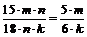 15-m-n / 18-n-k = 5-m / 6-k